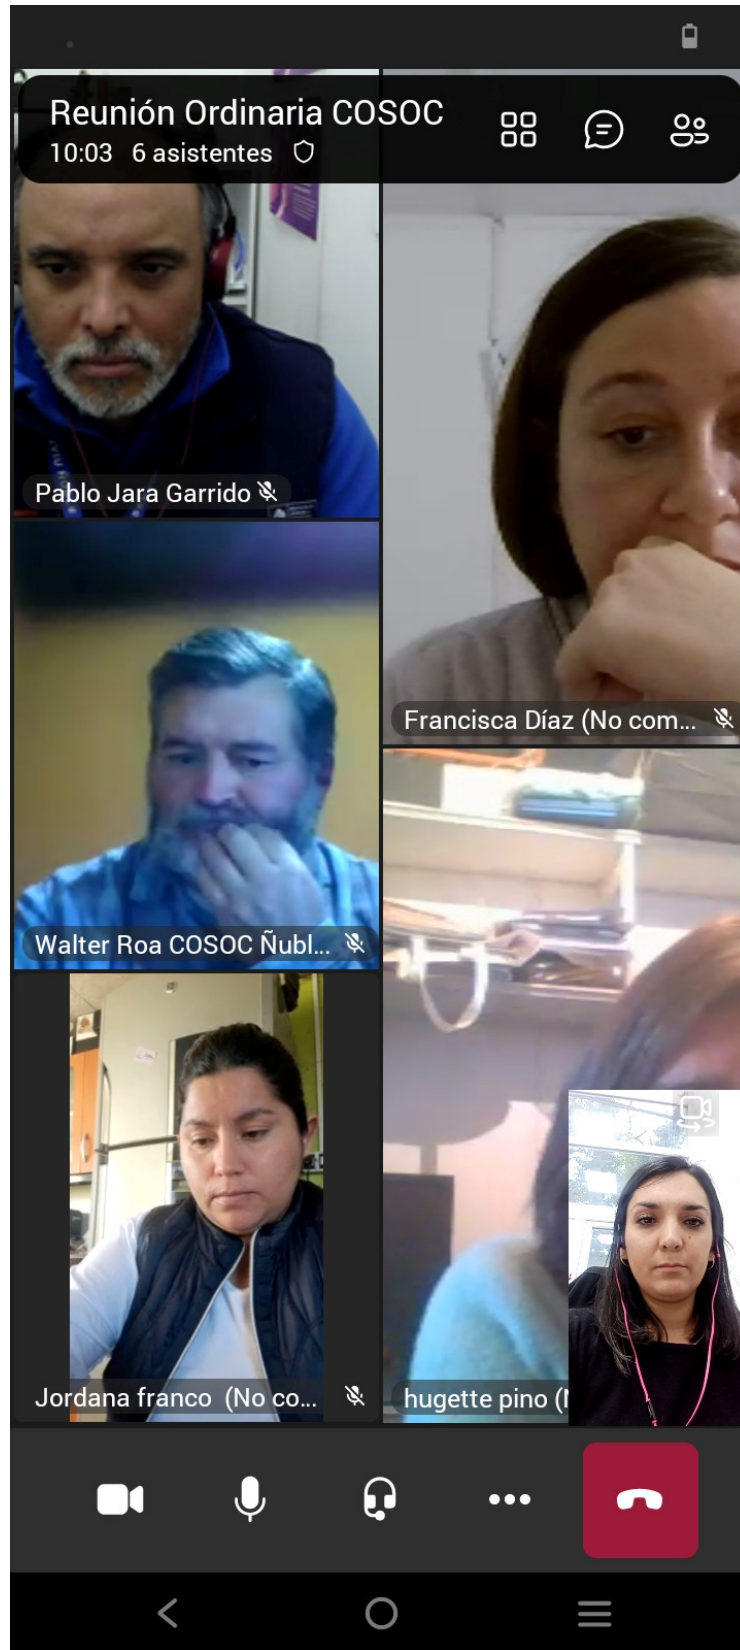 Reunión Ordinaria COSOC
10:03 6 asistentes
Pablo Jara Garrido
Francisca Díaz (No com...
Walter Roa COSOC Ñubl...
Jordana franco (No co...
hugette pino (